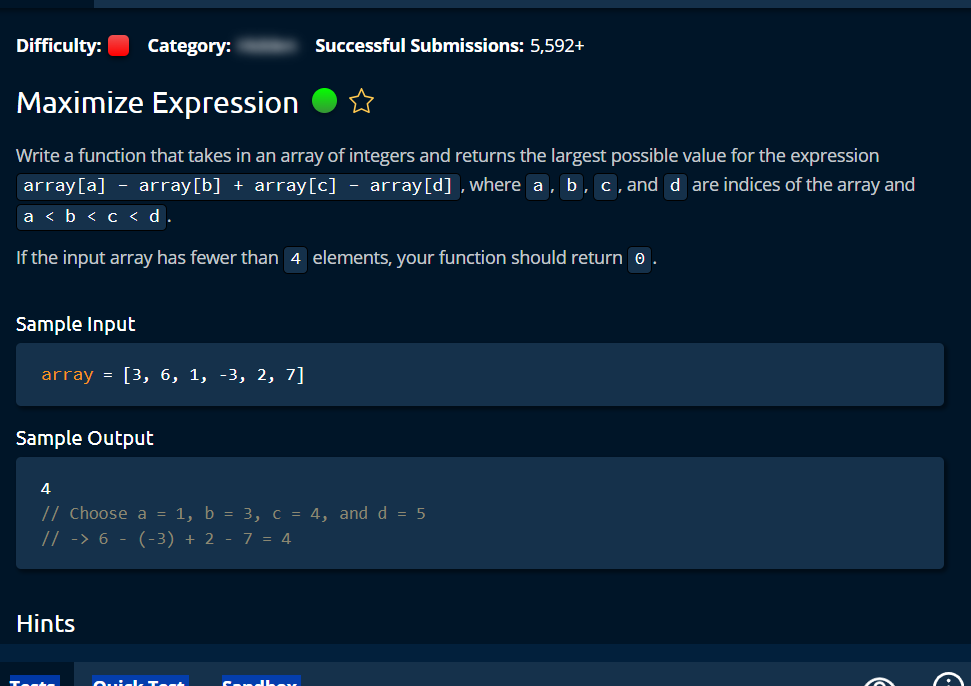 Difficulty: Category: Successful Submissions: 5,592+
Maximize Expression
Write a function that takes in an array of integers and returns the largest possible value for the expression
array[a] - array[b] + array[c] - array[d] , where a , b , c , and d are indices of the array and
a < b < c < d .
If the input array has fewer than 4 elements, your function should return 0 .
Sample Input
array = [3, 6, 1, -3, 2, 7]
Sample Output
4
// Choose a = 1, b = 3, c = 4, and d = 5
// -> 6 - (-3) + 2 - 7 = 4
Hints
Tests Quick Test Sandbox